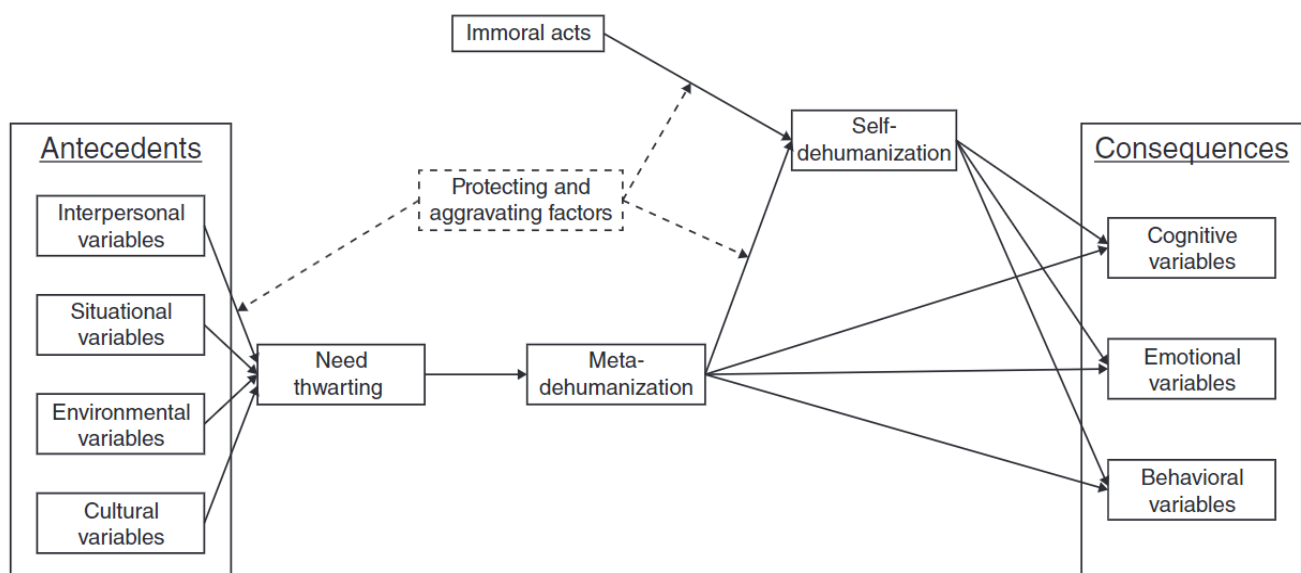 Immoral acts
Antecedents
Interpersonal
variables
Situational
variables
Environmental
variables
Cultural
variables
Protecting and
aggravating factors
Need
thwarting
Meta-
dehumanization
Self-
dehumanization
Consequences
Cognitive
variables
Emotional
variables
Behavioral
variables